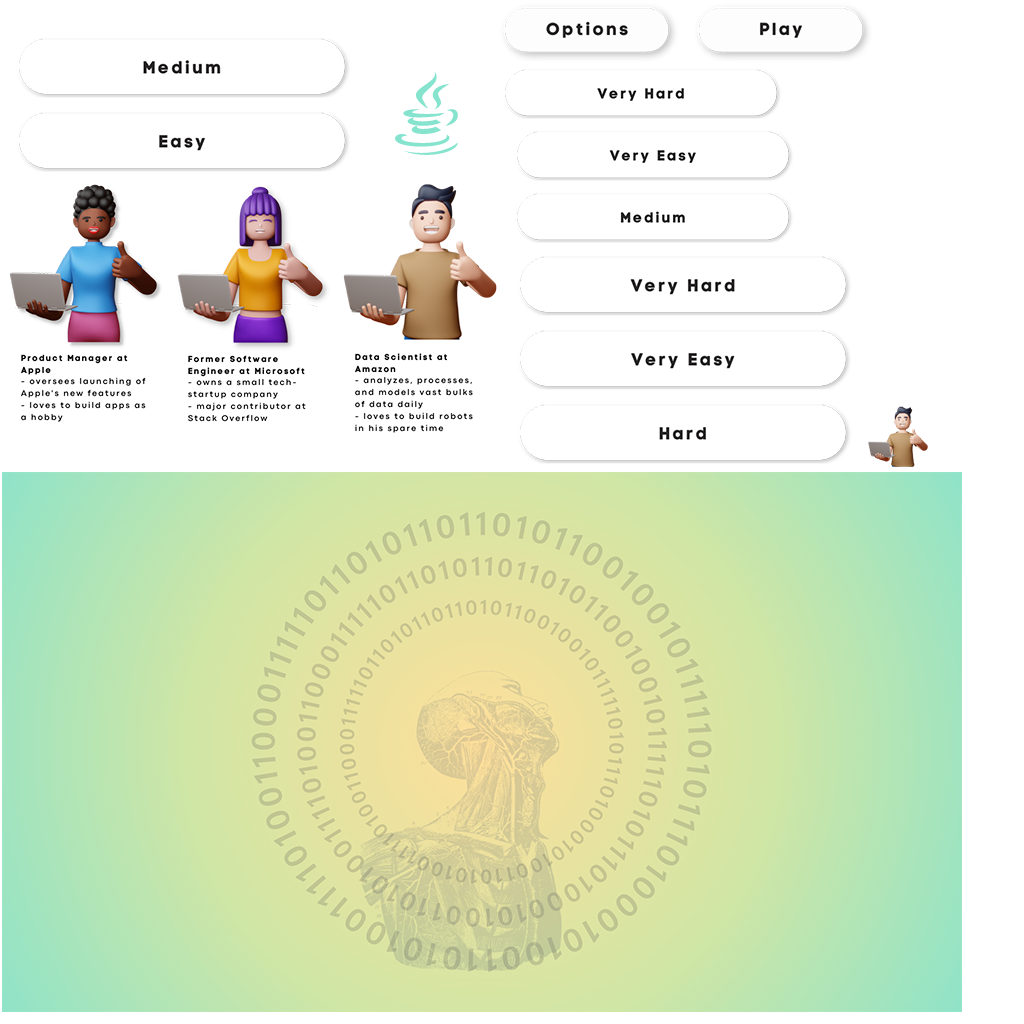 Options
Play
Medium
Easy
Very Hard
Very Easy
Medium
Very Hard
Very Easy
Hard
Product Manager at
Apple
- oversees launching of
Apple's new features
- loves to build apps as
a hobby
Former Software
Engineer at Microsoft
- owns a small tech-
startup company
- major contributor at
Stack Overflow
Data Scientist at
Amazon
- analyzes, processes,
and models vast bulks
of data daily
- loves to build robots
in his spare time